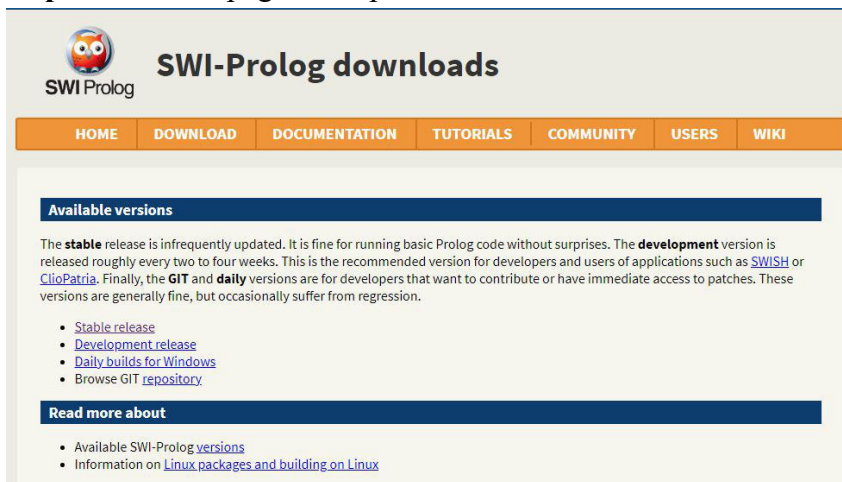 SWI-Prolog downloads
SWI Prolog
HOME DOWNLOAD DOCUMENTATION TUTORIALS COMMUNITY USERS WIKI
Available versions
The stable release is infrequently updated. It is fine for running basic Prolog code without surprises. The development version is
released roughly every two to four weeks. This is the recommended version for developers and users of applications such as SWISH or
ClioPatria. Finally, the GIT and daily versions are for developers that want to contribute or have immediate access to patches. These
versions are generally fine, but occasionally suffer from regression.
• Stable release
• Development release
• Daily builds for Windows
• Browse GIT repository
Read more about
• Available SWI-Prolog versions
• Information on Linux packages and building on Linux